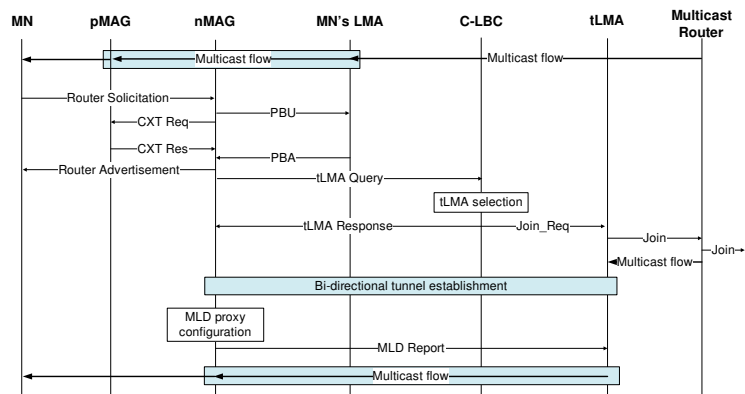 MN pMAG nMAG MN's LMA C-LBC tLMA Multicast
Router
Multicast flow Multicast flow
Router Solicitation
PBU
CXT Req
CXT Res
PBA
Router Advertisement
tLMA Query
tLMA selection
tLMA Response Join_Req
Join
Join
Multicast flow
Bi-directional tunnel establishment
MLD proxy
configuration
MLD Report
Multicast flow